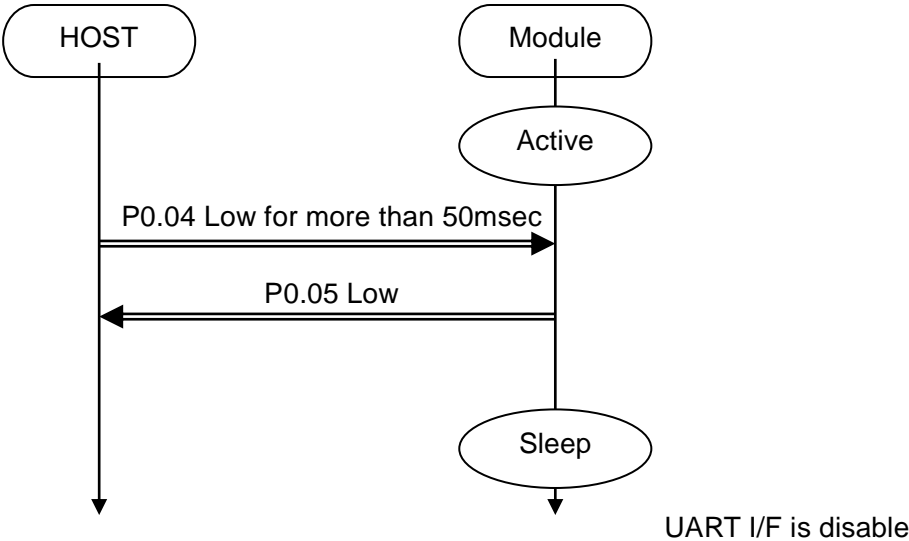 HOST
Module
Active
P0.04 Low for more than 50msec
P0.05 Low
Sleep
UART I/F is disable